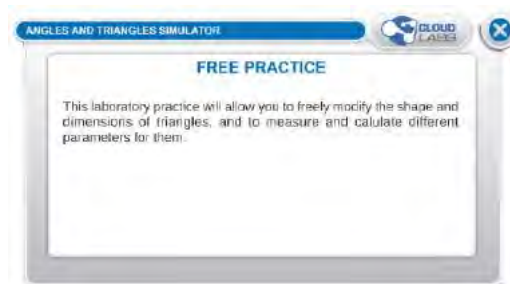 ANGLES AND TRIANGLES SIMULATOR
CLOUD
LABS
FREE PRACTICE
This laboratory practice will allow you to freely modify the shape and
dimensions of triangles, and to measure and calulate different
parameters for them.